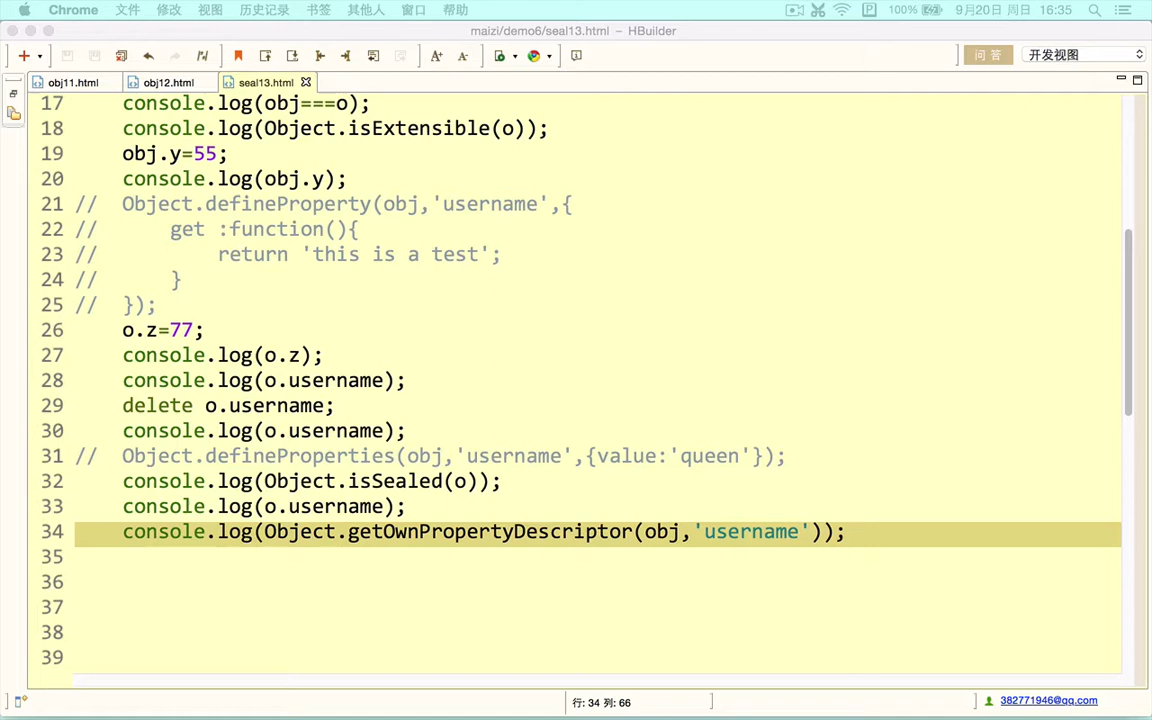 Chrome 文件 修改 视图 历史记录 书签 其他人 窗口 帮助 100% 9月20日 周日 16:35
maizi/demo6/seal13.html - HBuilder
A+ A- 问答 开发视图
obj11.html obj12.html seal13.html
17 console.log(obj===o);
18 console.log(Object.isExtensible(o));
19 obj.y=55;
20 console.log(obj.y);
21 // Object.defineProperty(obj,'username',{
22 // get :function(){
23 // return 'this is a test';
24 // }
25 // });
26 o.z=77;
27 console.log(o.z);
28 console.log(o.username);
29 delete o.username;
30 console.log(o.username);
31 // Object.defineProperties(obj,'username',{value:'queen'});
32 console.log(Object.isSealed(o));
33 console.log(o.username);
34 console.log(Object.getOwnPropertyDescriptor(obj,'username'));
35
36
37
38
39
行: 34 列: 66 382771946@qq.com